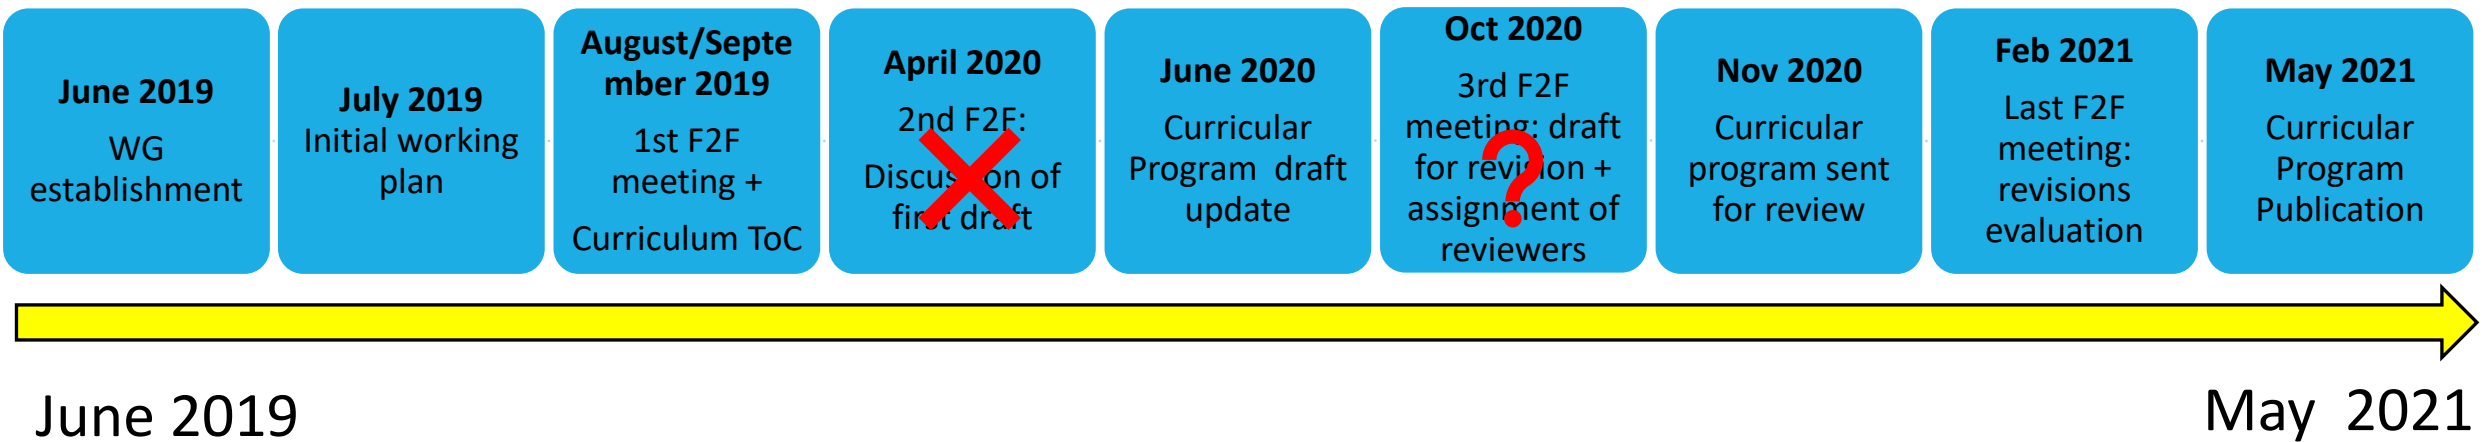 June 2019
WG
establishment
July 2019
Initial working
plan
August/Septe
mber 2019
1st F2F
meeting +
Curriculum ToC
April 2020
2nd F2F:
Discussion of
first draft
June 2020
Curricular
Program draft
update
Oct 2020
3rd F2F
meeting: draft
for revision +
assignment of
reviewers
?
Nov 2020
Curricular
program sent
for review
Feb 2021
Last F2F
meeting:
revisions
evaluation
May 2021
Curricular
Program
Publication
June 2019
May 2021